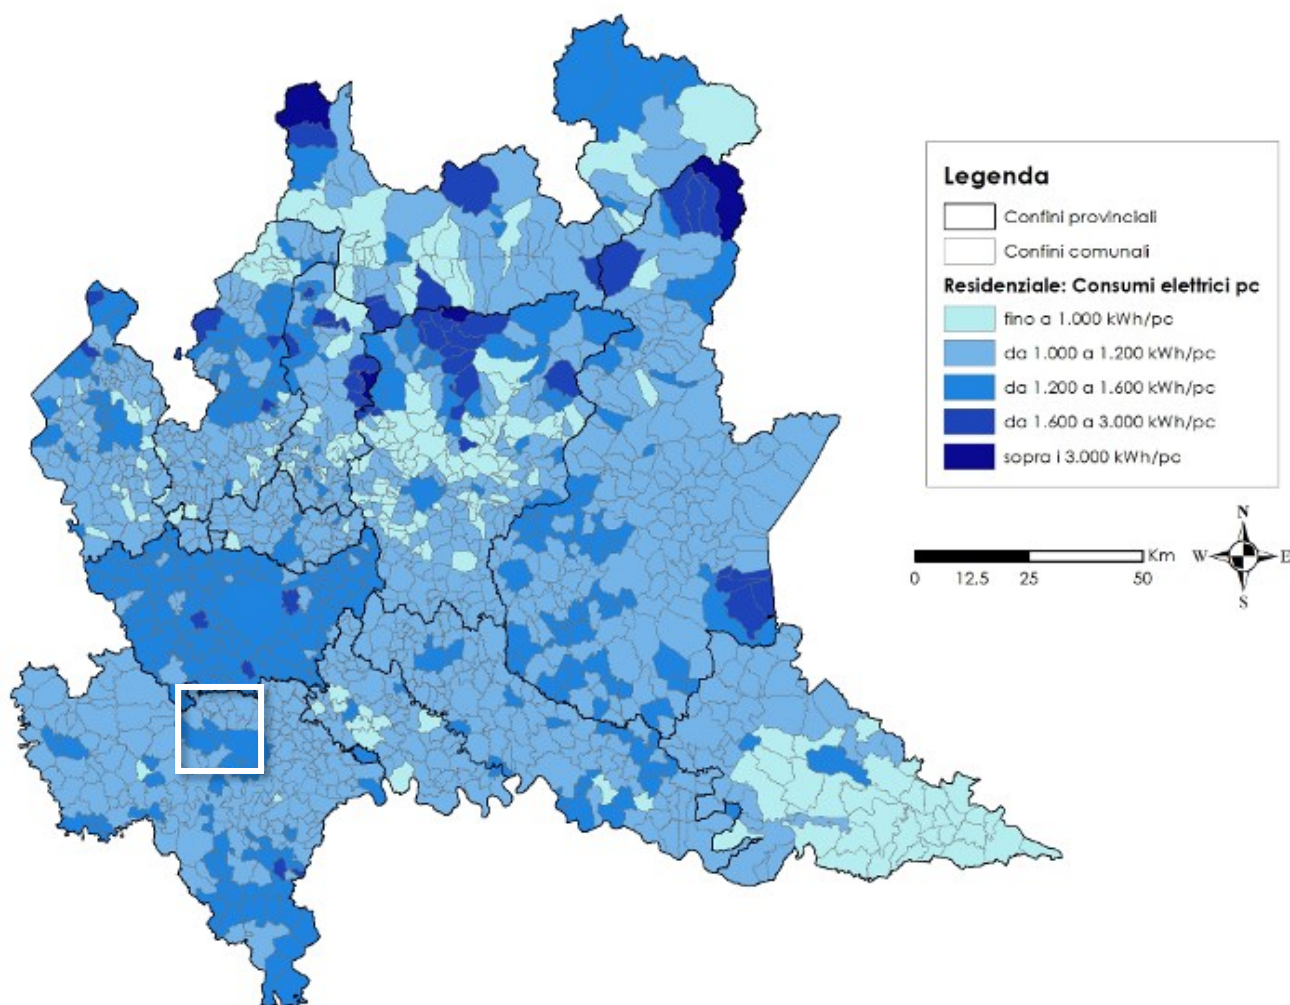 Legenda
Confini provinciali
Confini comunali
Residenziale: Consumi elettrici pc
fino a 1.000 kWh/pc
da 1.000 a 1.200 kWh/pc
da 1.200 a 1.600 kWh/pc
da 1.600 a 3.000 kWh/pc
sopra i 3.000 kWh/pc
N
W E
S
Km
0 12,5 25 50